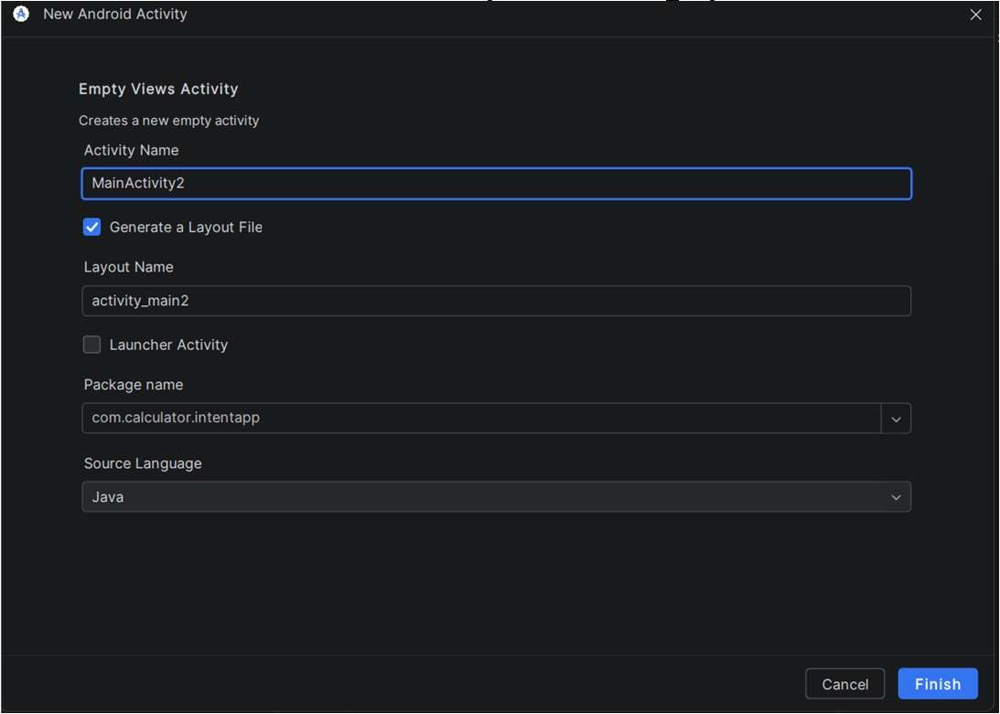 New Android Activity
Empty Views Activity
Creates a new empty activity
Activity Name
MainActivity2
Generate a Layout File
Layout Name
activity_main2
Launcher Activity
Package name
com.calculator.intentapp
Source Language
Java
Cancel Finish